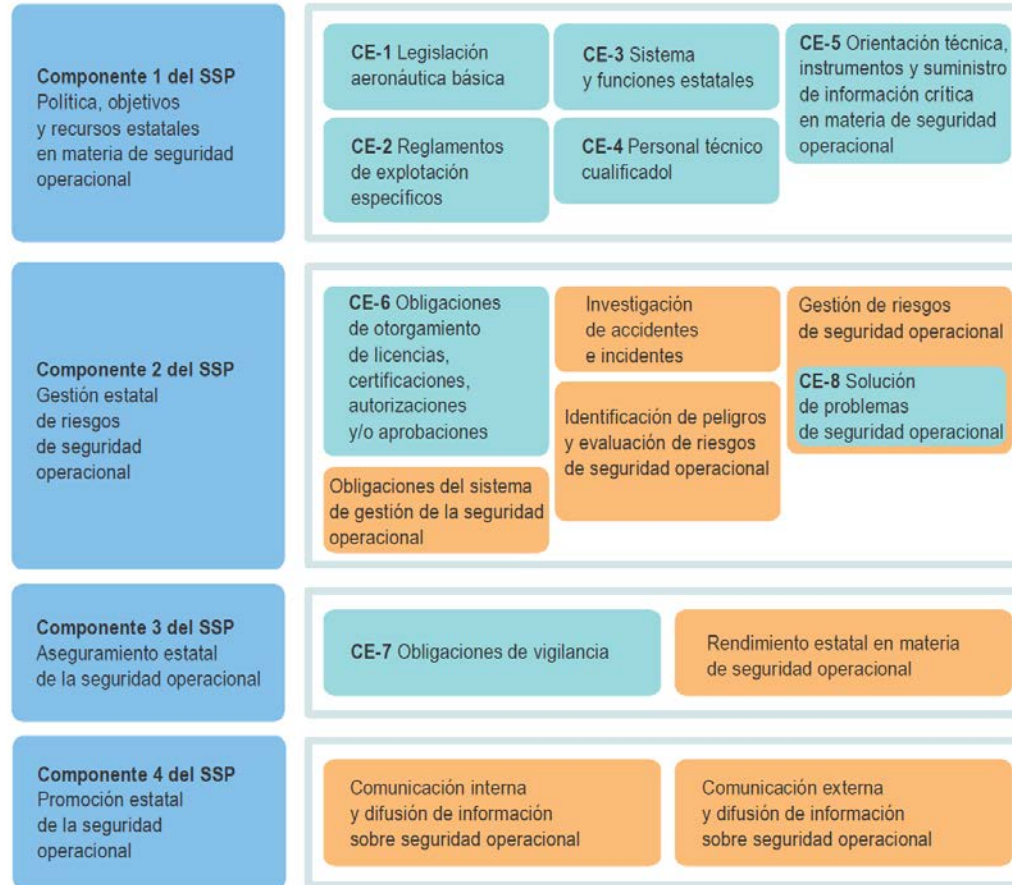 Componente 1 del SSP
Política, objetivos
y recursos estatales
en materia de seguridad
operacional
CE-1 Legislación
aeronáutica básica
CE-2 Reglamentos
de explotación
específicos
CE-3 Sistema
y funciones estatales
CE-4 Personal técnico
cualificadol
CE-5 Orientación técnica,
instrumentos y suministro
de información crítica
en materia de seguridad
operacional
Componente 2 del SSP
Gestión estatal
de riesgos
de seguridad
operacional
CE-6 Obligaciones
de otorgamiento
de licencias,
certificaciones,
autorizaciones
y/o aprobaciones
Obligaciones del sistema
de gestión de la seguridad
operacional
Investigación
de accidentes
e incidentes
Identificación de peligros
y evaluación de riesgos
de seguridad operacional
Gestión de riesgos
de seguridad operacional
CE-8 Solución
de problemas
de seguridad operacional
Componente 3 del SSP
Aseguramiento estatal
de la seguridad operacional
CE-7 Obligaciones de vigilancia
Rendimiento estatal en materia
de seguridad operacional
Componente 4 del SSP
Promoción estatal
de la seguridad
operacional
Comunicación interna
y difusión de información
sobre seguridad operacional
Comunicación externa
y difusión de información
sobre seguridad operacional